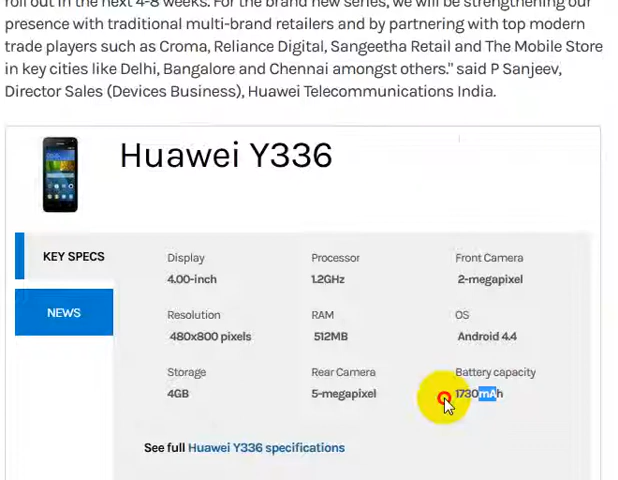 roll out in the next 4-8 weeks. For the brand new series, we will be strengthening our
presence with traditional multi-brand retailers and by partnering with top modern
trade players such as Croma, Reliance Digital, Sangeetha Retail and The Mobile Store
in key cities like Delhi, Bangalore and Chennai amongst others." said P Sanjeev,
Director Sales (Devices Business), Huawei Telecommunications India.
Huawei Y336
KEY SPECS
NEWS
Display
Processor
Front Camera
4.00-inch
1.2GHz
2-megapixel
Resolution
RAM
OS
480x800 pixels
512MB
Android 4.4
Storage
Rear Camera
Battery capacity
4GB
5-megapixel
1730mAh
See full Huawei Y336 specifications